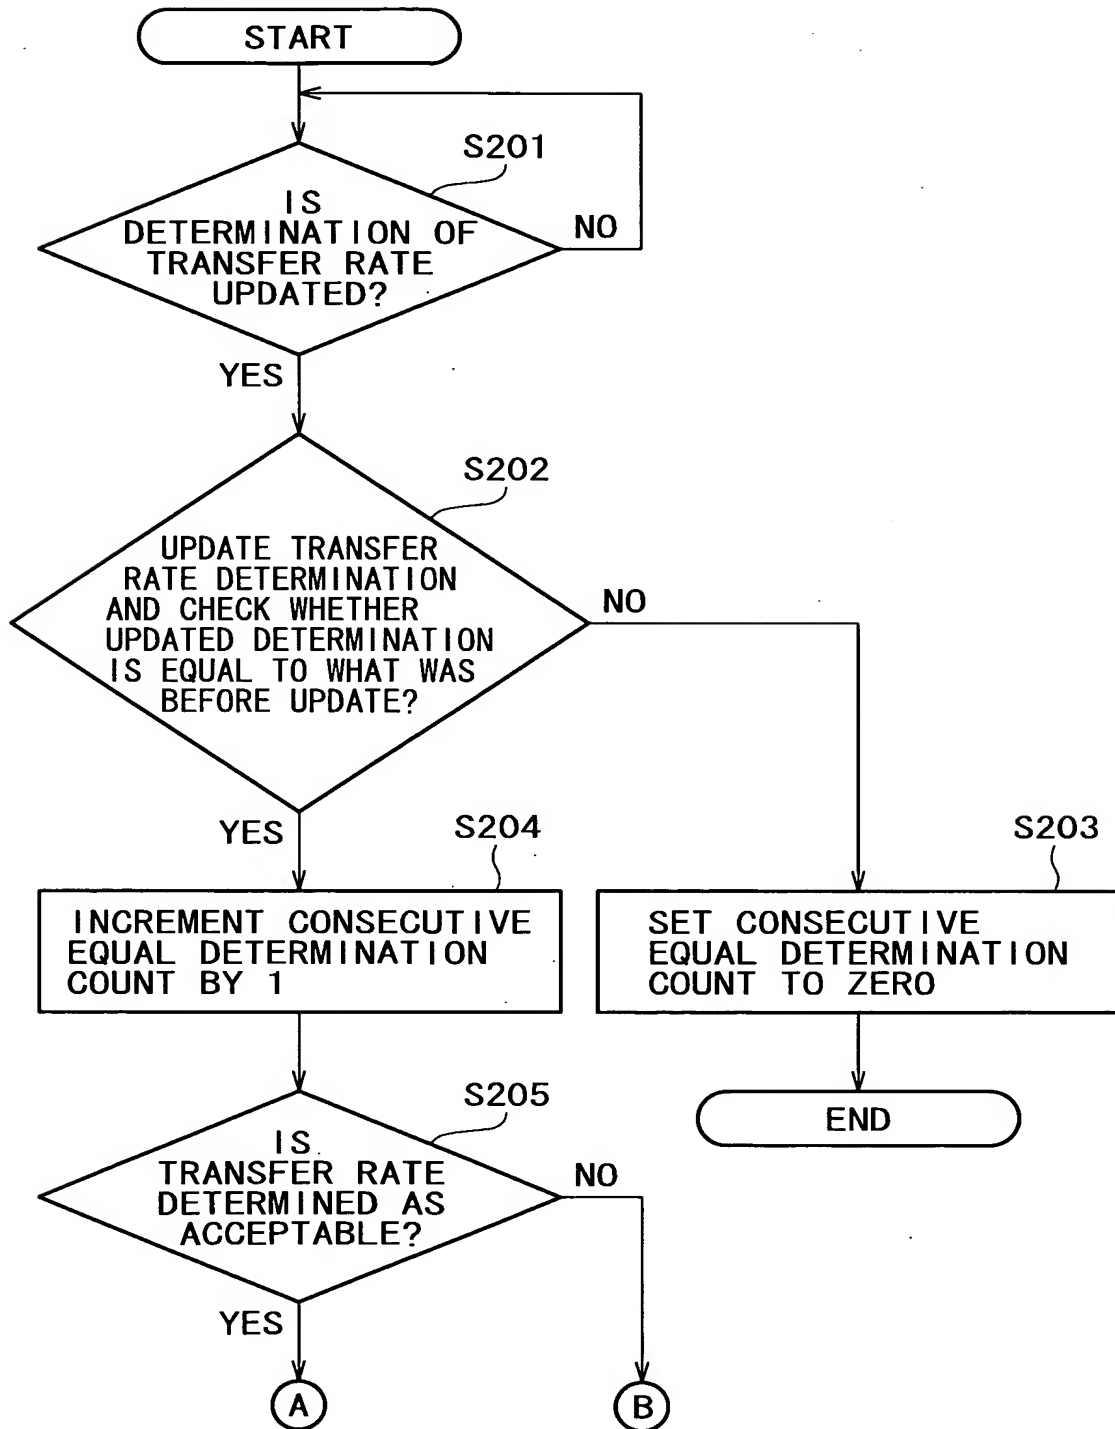 START
S201
IS
DETERMINATION OF
TRANSFER RATE
UPDATED?
NO
YES
S202
UPDATE TRANSFER
RATE DETERMINATION
AND CHECK WHETHER
UPDATED DETERMINATION
IS EQUAL TO WHAT WAS
BEFORE UPDATE?
NO
YES
S204
INCREMENT CONSECUTIVE
EQUAL DETERMINATION
COUNT BY 1
S203
SET CONSECUTIVE
EQUAL DETERMINATION
COUNT TO ZERO
END
S205
IS
TRANSFER RATE
DETERMINED AS
ACCEPTABLE?
NO
YES
A
B